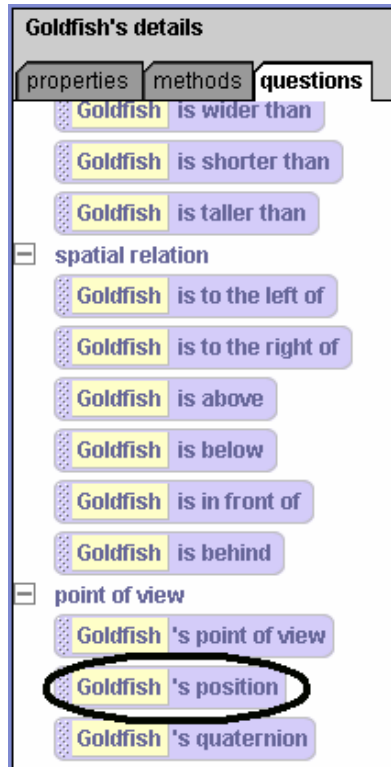 Goldfish's details
properties methods questions
Goldfish is wider than
Goldfish is shorter than
Goldfish is taller than
spatial relation
Goldfish is to the left of
Goldfish is to the right of
Goldfish is above
Goldfish is below
Goldfish is in front of
Goldfish is behind
point of view
Goldfish 's point of view
Goldfish 's position
Goldfish 's quaternion